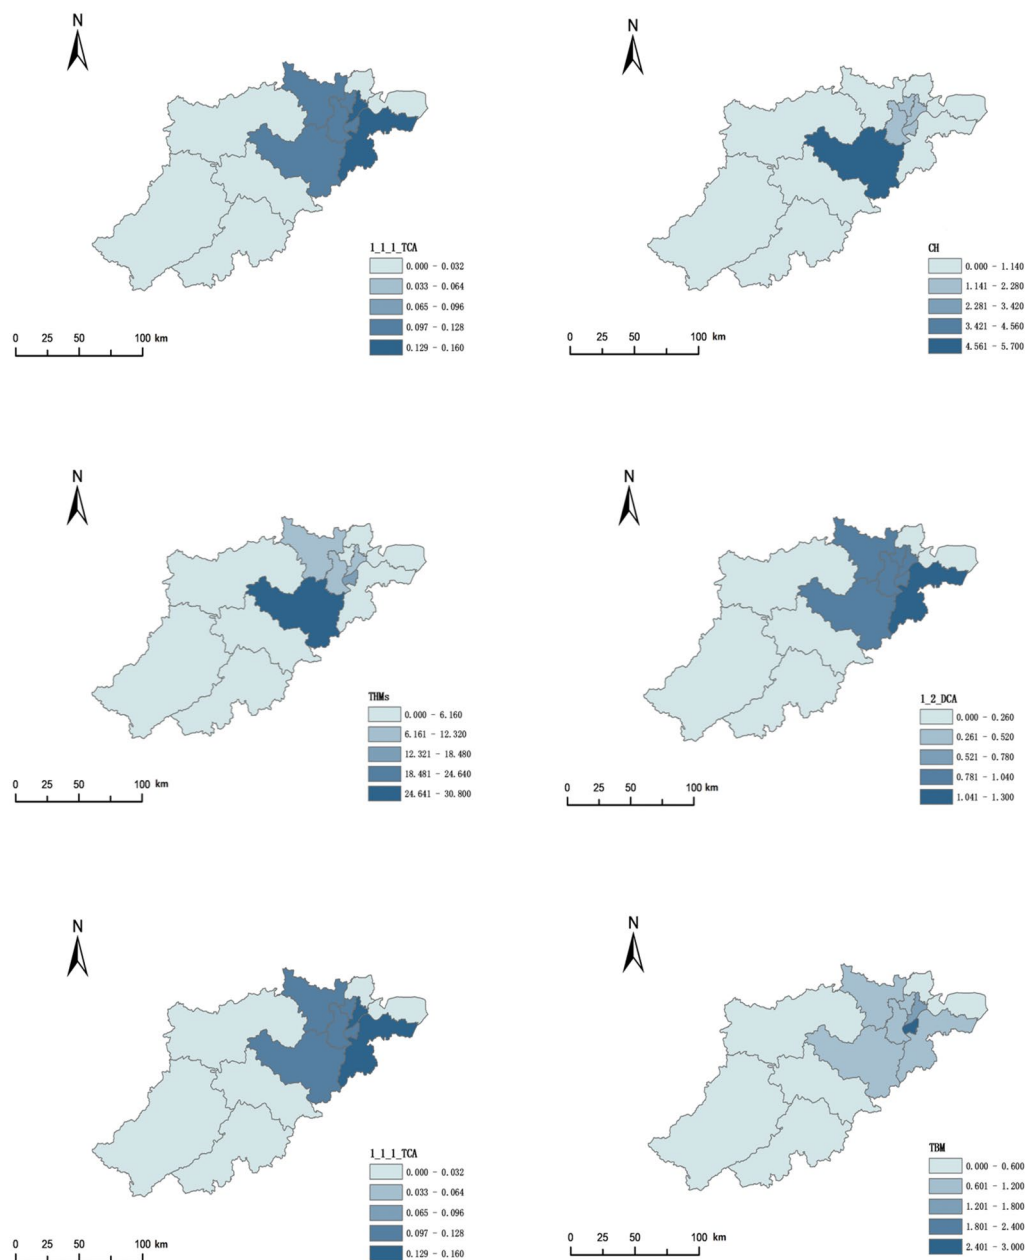 N
1_1_1_TCA
0.000 - 0.032
0.033 - 0.064
0.065 - 0.096
0.097 - 0.128
0.129 - 0.160
0 25 50 100 km
N
CH
0.000 - 1.140
1.141 - 2.280
2.281 - 3.420
3.421 - 4.560
4.561 - 5.700
0 25 50 100 km
N
THMs
0.000 - 6.160
6.161 - 12.320
12.321 - 18.480
18.481 - 24.640
24.641 - 30.800
0 25 50 100 km
N
1_2_DCA
0.000 - 0.260
0.261 - 0.520
0.521 - 0.780
0.781 - 1.040
1.041 - 1.300
0 25 50 100 km
N
1_1_1_TCA
0.000 - 0.032
0.033 - 0.064
0.065 - 0.096
0.097 - 0.128
0.129 - 0.160
0 25 50 100 km
N
TBM
0.000 - 0.600
0.601 - 1.200
1.201 - 1.800
1.801 - 2.400
2.401 - 3.000
0 25 50 100 km